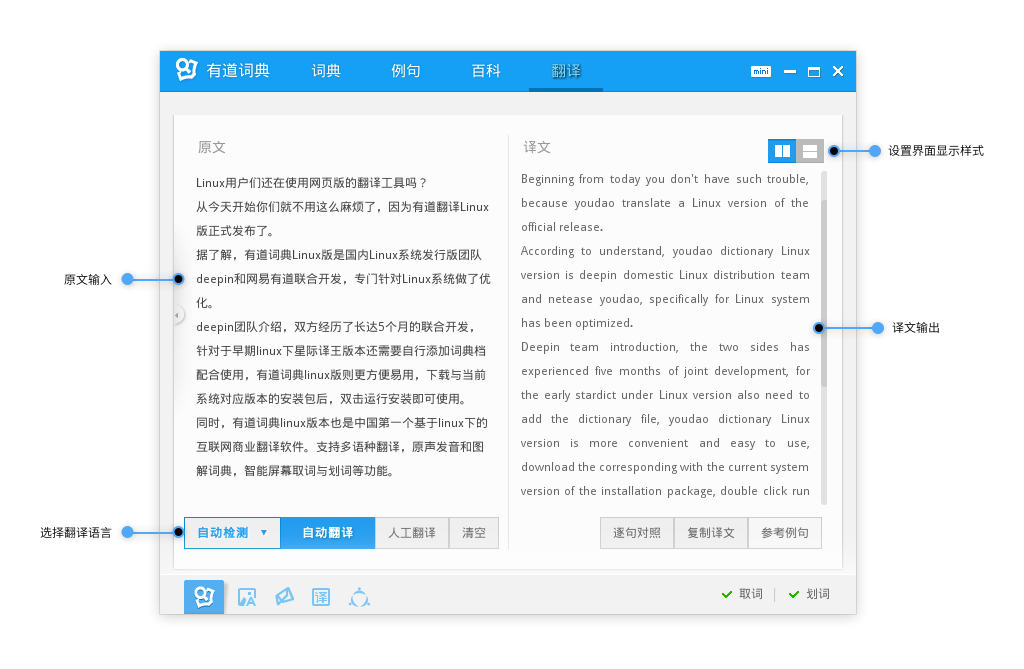 有道词典 词典 例句 百科 翻译 mini
原文
译文
设置界面显示样式
Linux用户们还在使用网页版的翻译工具吗？
从今天开始你们就不用这么麻烦了，因为有道翻译Linux
版正式发布了。
据了解，有道词典Linux版是国内Linux系统发行版团队
deepin和网易有道联合开发，专门针对Linux系统做了优
化。
deepin团队介绍，双方经历了长达5个月的联合开发，
针对于早期linux下星际译王版本还需要自行添加词典档
配合使用，有道词典linux版则更方便易用，下载与当前
系统对应版本的安装包后，双击运行安装即可使用。
同时，有道词典linux版本也是中国第一个基于linux下的
互联网商业翻译软件。支持多语种翻译，原声发音和图
解词典，智能屏幕取词与划词等功能。
Beginning from today you don't have such trouble,
because youdao translate a Linux version of the
official release.
According to understand, youdao dictionary Linux
version is deepin domestic Linux distribution team
and netease youdao, specifically for Linux system
has been optimized.
Deepin team introduction, the two sides has
experienced five months of joint development, for
the early stardict under Linux version also need to
add the dictionary file, youdao dictionary Linux
version is more convenient and easy to use,
download the corresponding with the current system
version of the installation package, double click run
原文输入
译文输出
选择翻译语言
自动检测 ▼ 自动翻译 人工翻译 清空
逐句对照 复制译文 参考例句
A 译
取词 划词